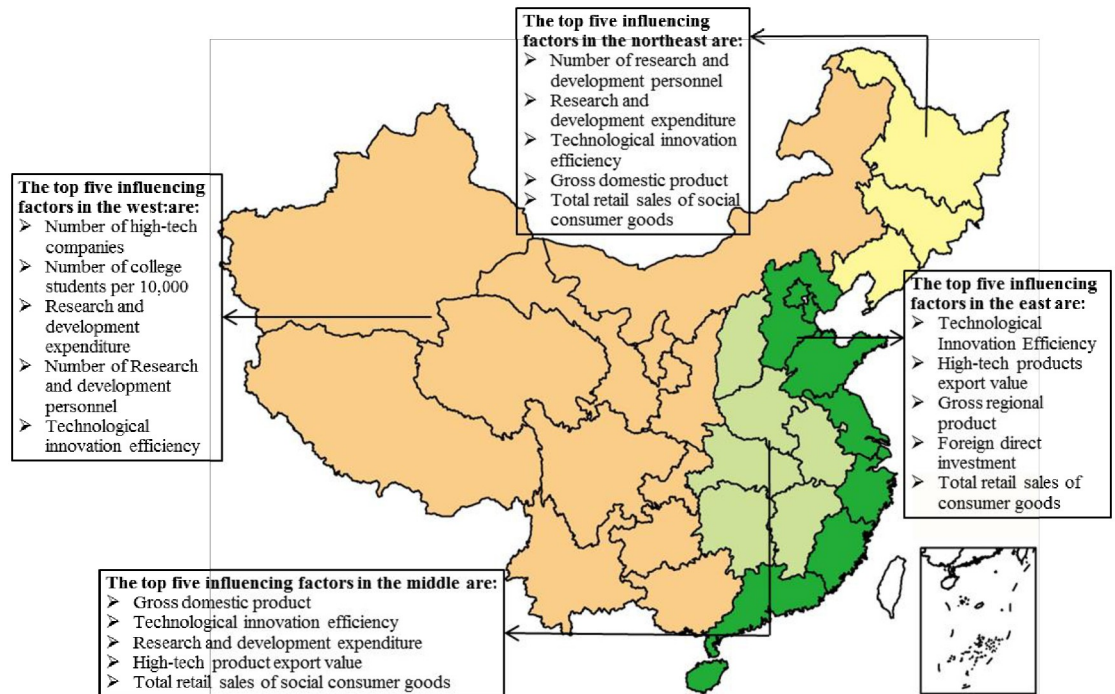 The top five influencing
factors in the northeast are:
➢ Number of research and
development personnel
➢ Research and
development expenditure
➢ Technological innovation
efficiency
➢ Gross domestic product
➢ Total retail sales of social
consumer goods
The top five influencing
factors in the west:are:
➢ Number of high-tech
companies
➢ Number of college
students per 10,000
➢ Research and
development
expenditure
➢ Number of Research
and development
personnel
➢ Technological
innovation efficiency
The top five influencing
factors in the east are:
➢ Technological
Innovation Efficiency
➢ High-tech products
export value
➢ Gross regional
product
➢ Foreign direct
investment
➢ Total retail sales of
consumer goods
The top five influencing factors in the middle are:
➢ Gross domestic product
➢ Technological innovation efficiency
➢ Research and development expenditure
➢ High-tech product export value
➢ Total retail sales of social consumer goods